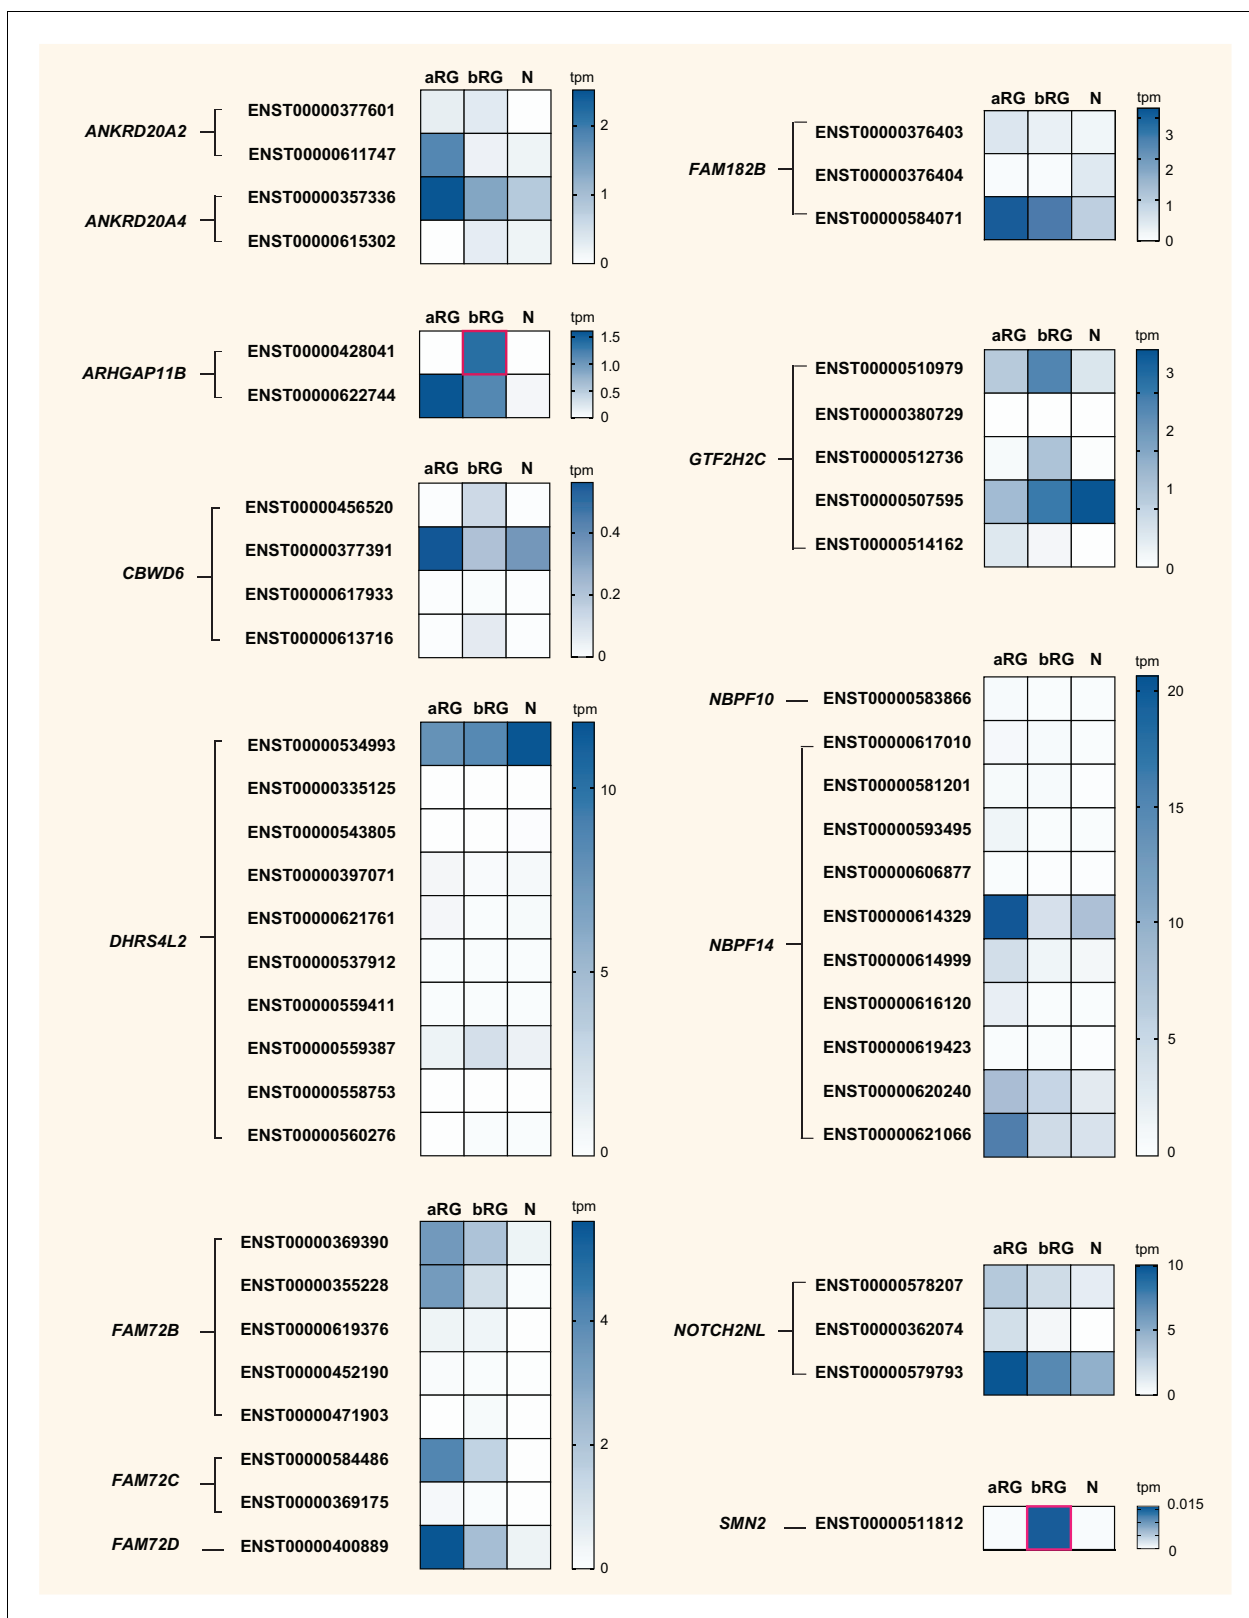 aRG bRG N tpm
ANKRD20A2
ENST00000377601
ENST00000611747
ANKRD20A4
ENST00000357336
ENST00000615302
2
1
0
aRG bRG N tpm
ARHGAP11B
ENST00000428041
ENST00000622744
1.5
1.0
0.5
0
aRG bRG N tpm
CBWD6
ENST00000456520
ENST00000377391
ENST00000617933
ENST00000613716
0.4
0.2
0
aRG bRG N tpm
DHRS4L2
ENST00000534993
ENST00000335125
ENST00000543805
ENST00000397071
ENST00000621761
ENST00000537912
ENST00000559411
ENST00000559387
ENST00000558753
ENST00000560276
10
5
0
aRG bRG N tpm
FAM72B
ENST00000369390
ENST00000355228
ENST00000619376
ENST00000452190
ENST00000471903
FAM72C
ENST00000584486
ENST00000369175
FAM72D
ENST00000400889
4
2
0
aRG bRG N tpm
FAM182B
ENST00000376403
ENST00000376404
ENST00000584071
3
2
1
0
aRG bRG N tpm
GTF2H2C
ENST00000510979
ENST00000380729
ENST00000512736
ENST00000507595
ENST00000514162
3
2
1
0
aRG bRG N tpm
NBPF10
ENST00000583866
NBPF14
ENST00000617010
ENST00000581201
ENST00000593495
ENST00000606877
ENST00000614329
ENST00000614999
ENST00000616120
ENST00000619423
ENST00000620240
ENST00000621066
20
15
10
5
0
aRG bRG N tpm
NOTCH2NL
ENST00000578207
ENST00000362074
ENST00000579793
10
5
0
aRG bRG N tpm
SMN2
ENST00000511812
0.015
0